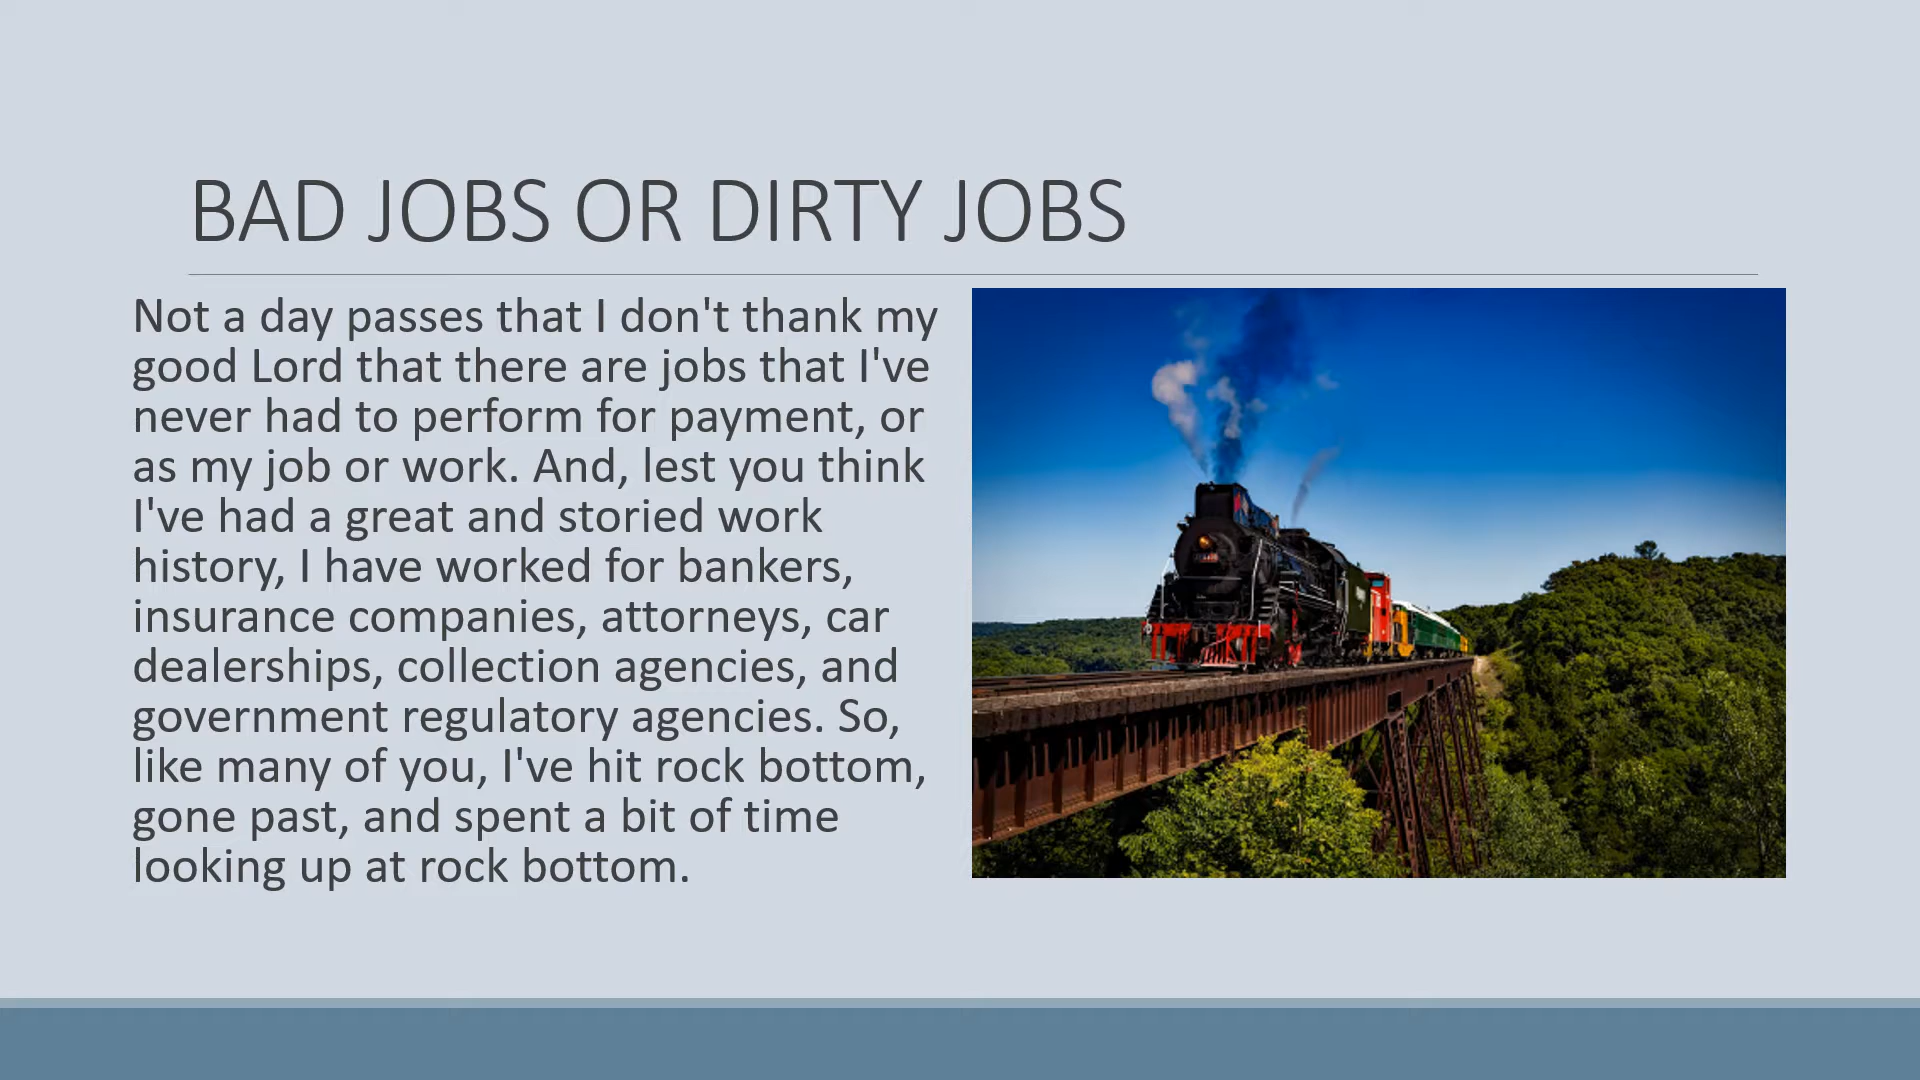 BAD JOBS OR DIRTY JOBS
Not a day passes that I don't thank my
good Lord that there are jobs that I've
never had to perform for payment, or
as my job or work. And, lest you think
I've had a great and storied work
history, I have worked for bankers,
insurance companies, attorneys, car
dealerships, collection agencies, and
government regulatory agencies. So,
like many of you, I've hit rock bottom,
gone past, and spent a bit of time
looking up at rock bottom.